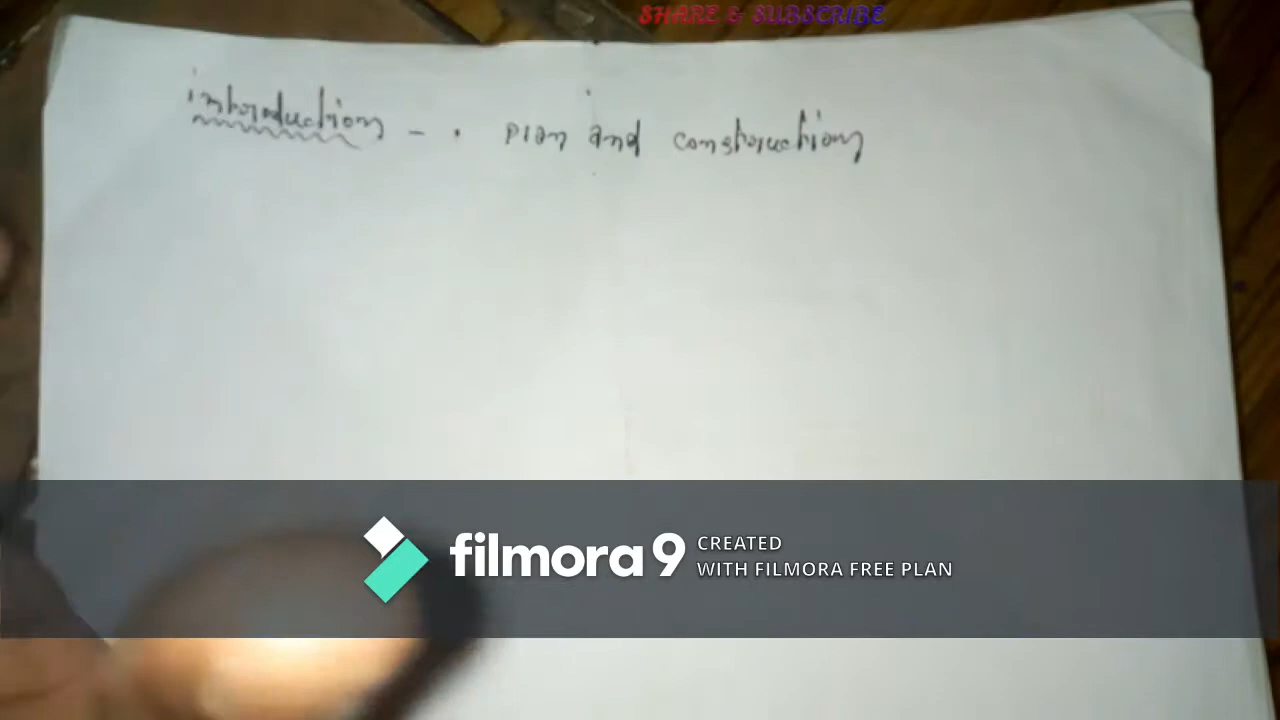 SHARE & SUBSCRIBE
introduction - . Plan and construction
filmora 9 CREATED
WITH FILMORA FREE PLAN